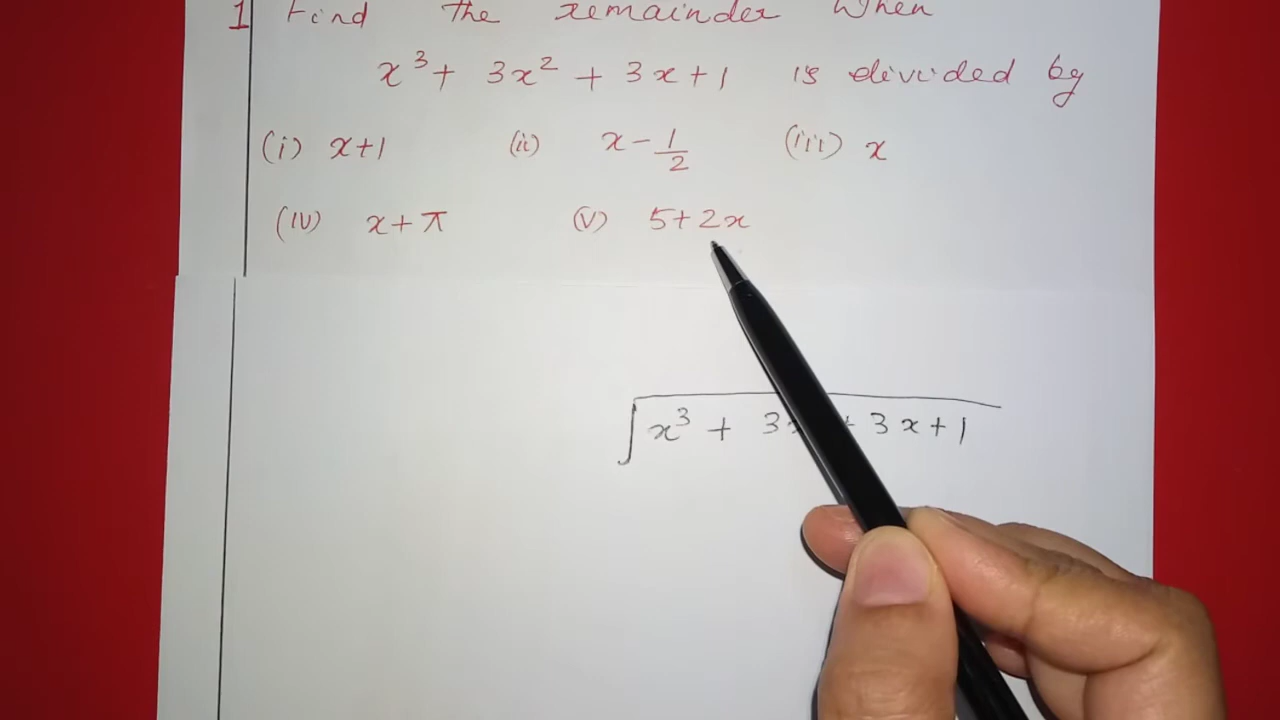 1 Find the remainder when
x³ + 3x² + 3x + 1 is divided by
(i) x+1 (ii) x - 1/2 (iii) x
(iv) x + π (v) 5+2x
x³ + 3 + 3x + 1